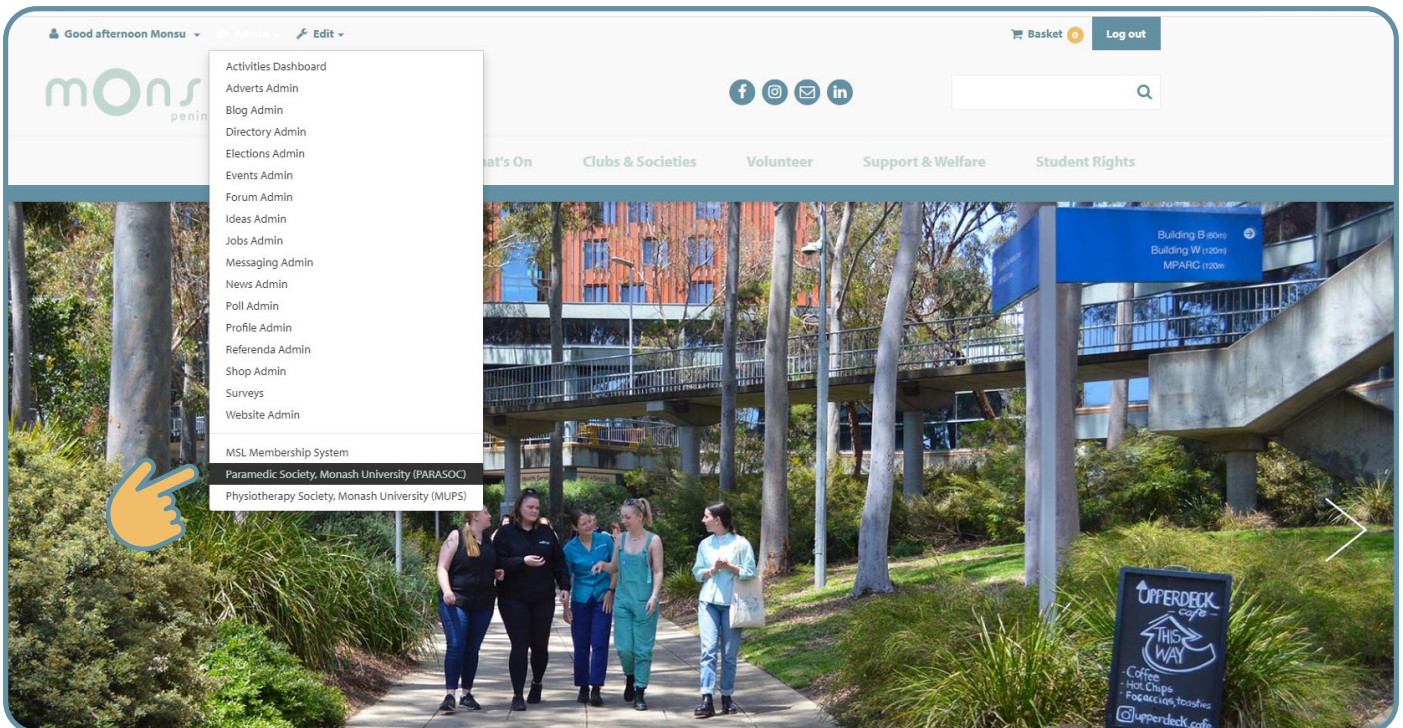 Good afternoon Monsu
Admin
Edit
Basket 0
Log out
Activities Dashboard
Adverts Admin
Blog Admin
Directory Admin
Elections Admin
Events Admin
Forum Admin
Ideas Admin
Jobs Admin
Messaging Admin
News Admin
Poll Admin
Profile Admin
Referenda Admin
Shop Admin
Surveys
Website Admin
MSL Membership System
Paramedic Society, Monash University (PARASOC)
Physiotherapy Society, Monash University (MUPS)
mons
penin
f in
hat's On
Clubs & Societies
Volunteer
Support & Welfare
Student Rights
Building B (60m)
Building W (120m)
MPARC (120m
UPPERDECK
- cafe -
THIS
WAY
- Coffee
- Hot Chips
- Focaccias, toasties
upperdeck.cafe